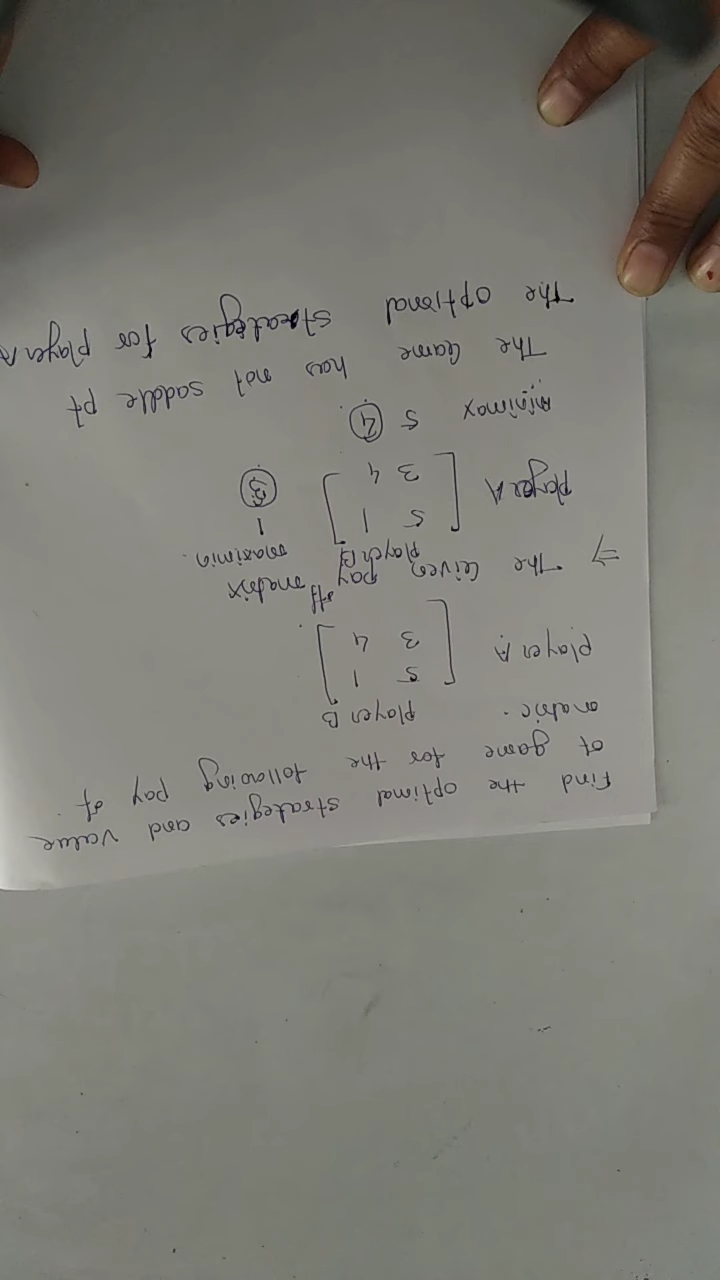 Find the optimal strategies and value
of game for the following pay of.
matric. player B
player A [ 5 1
3 4 ]
⇒ The Given pay off matrix
player B maximin.
player A [ 5 1 ] 1
3 4 3
minimax 5 4
The Game has not saddle pt
The optional strategies for player A